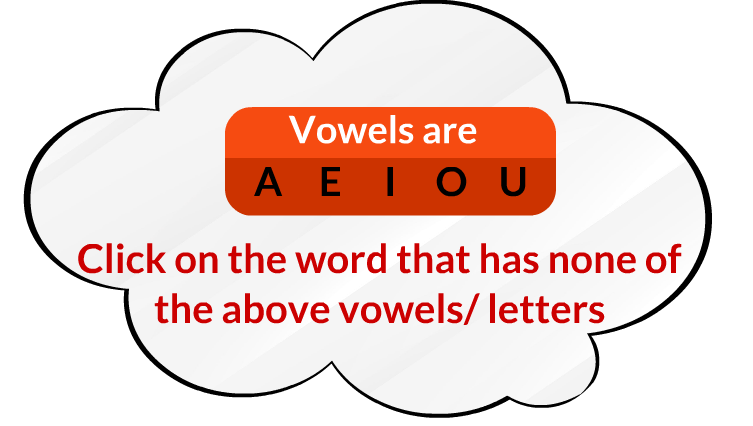 Vowels are
A E I O U
Click on the word that has none of
the above vowels/ letters